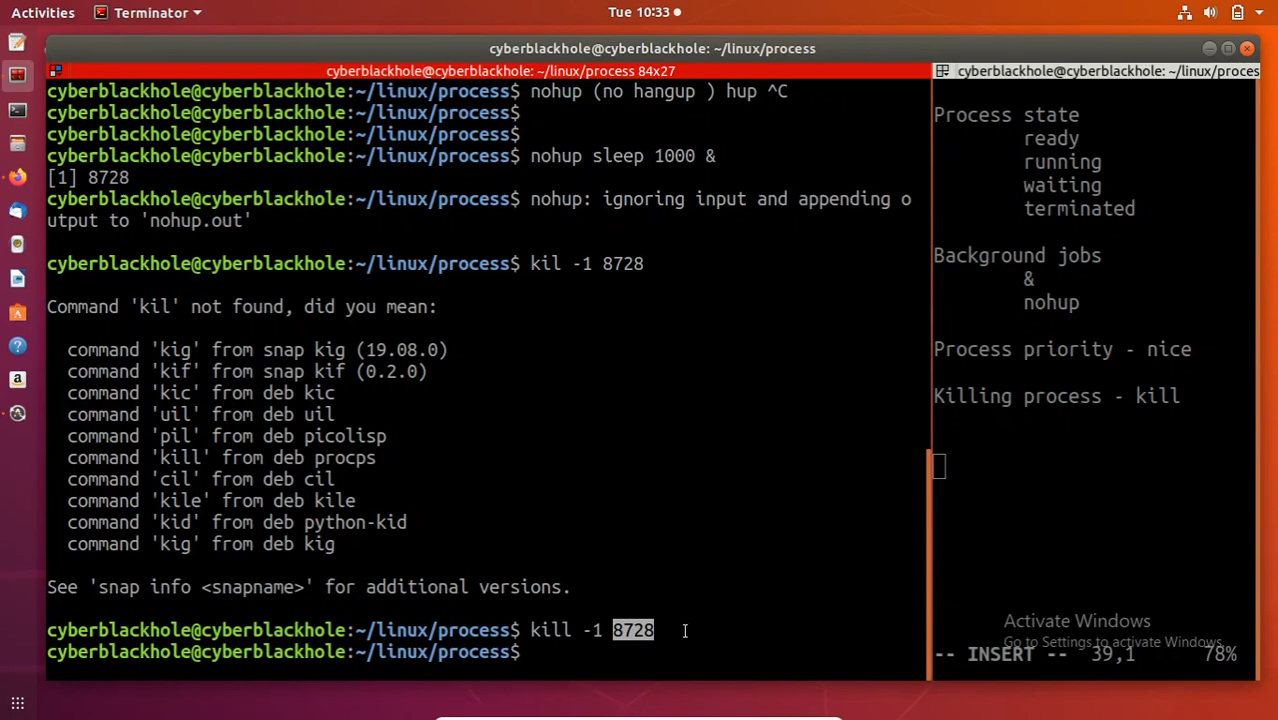 Activities
Terminator
Tue 10:33
cyberblackhole@cyberblackhole: ~/linux/process
cyberblackhole@cyberblackhole: ~/linux/process 84x27
cyberblackhole@cyberblackhole:~/linux/process$ nohup (no hangup ) hup ^C
cyberblackhole@cyberblackhole:~/linux/process$
cyberblackhole@cyberblackhole:~/linux/process$
cyberblackhole@cyberblackhole:~/linux/process$ nohup sleep 1000 &
[1] 8728
cyberblackhole@cyberblackhole:~/linux/process$ nohup: ignoring input and appending o
utput to 'nohup.out'
cyberblackhole@cyberblackhole:~/linux/process$ kil -1 8728
Command 'kil' not found, did you mean:
command 'kig' from snap kig (19.08.0)
command 'kif' from snap kif (0.2.0)
command 'kic' from deb kic
command 'uil' from deb uil
command 'pil' from deb picolisp
command 'kill' from deb procps
command 'cil' from deb cil
command 'kile' from deb kile
command 'kid' from deb python-kid
command 'kig' from deb kig
See 'snap info <snapname>' for additional versions.
cyberblackhole@cyberblackhole:~/linux/process$ kill -1 8728
cyberblackhole@cyberblackhole:~/linux/process$
cyberblackhole@cyberblackhole: ~/linux/proces
Process state
ready
running
waiting
terminated
Background jobs
&
nohup
Process priority - nice
Killing process - kill
Activate Windows
Go to Settings to activate Windows.
-- INSERT -- 39,1 78%